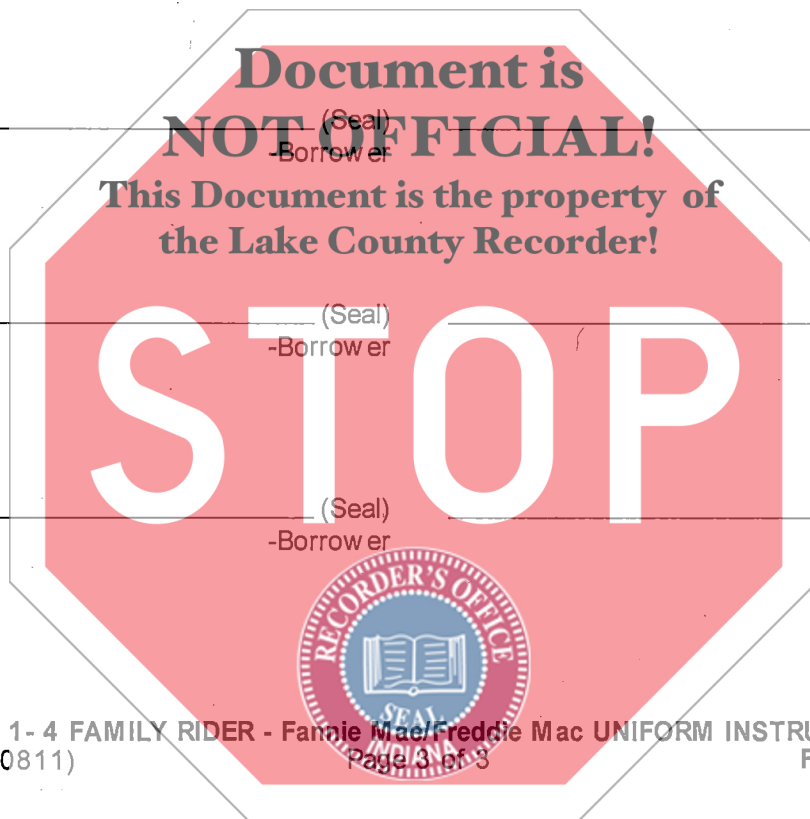 Document is
NOT OFFICIAL!
(Seal)
-Borrower
This Document is the property of
the Lake County Recorder!
STOP
(Seal)
-Borrower
(Seal)
-Borrower
RECORDER'S OFFICE
SEAL
INDIANA
1- 4 FAMILY RIDER - Fannie Mae/Freddie Mac UNIFORM INSTRU
0811)
Page 3 of 3
F